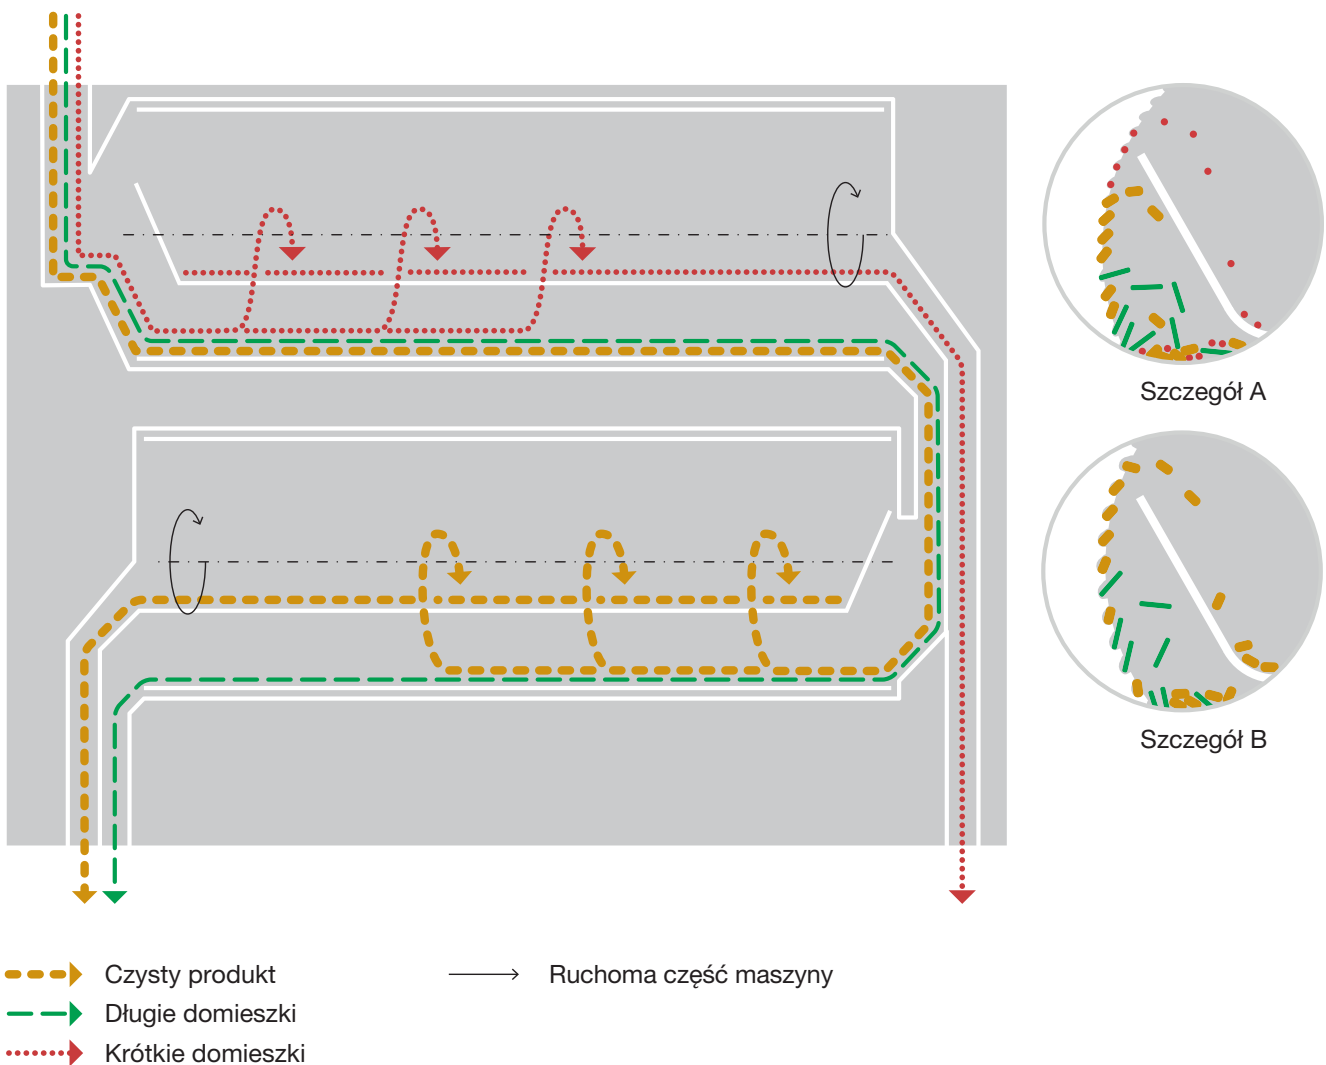 Szczegół A
Szczegół B
Czysty produkt
Ruchoma część maszyny
Długie domieszki
Krótkie domieszki